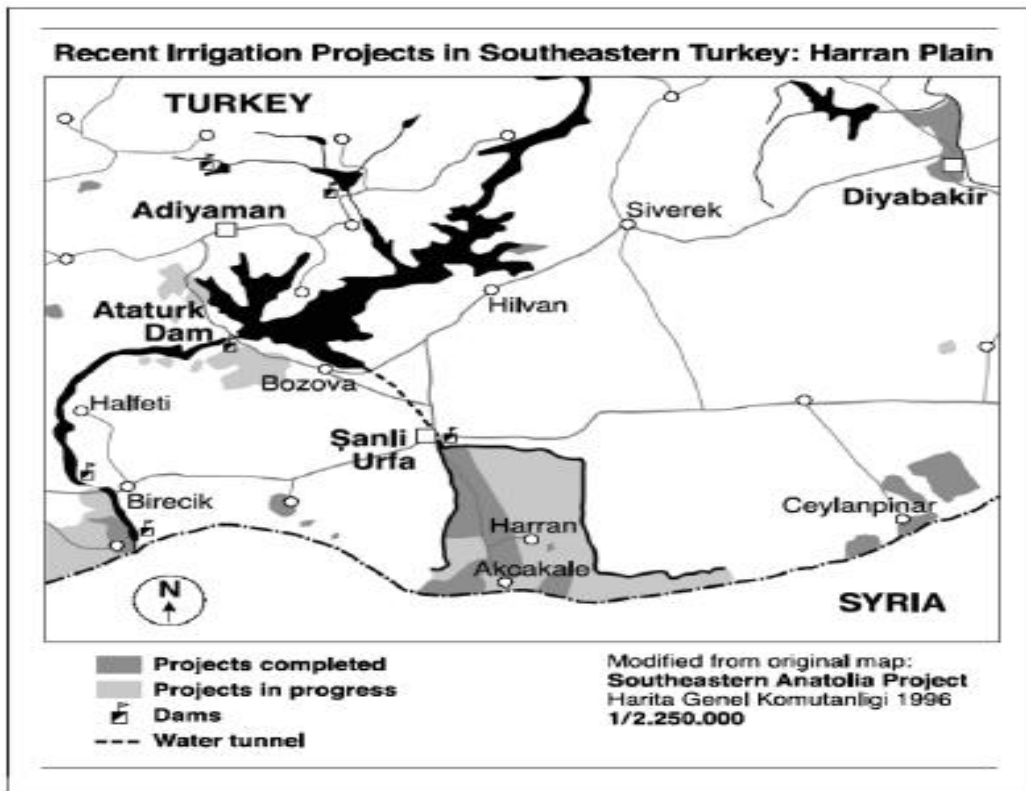 Recent Irrigation Projects in Southeastern Turkey: Harran Plain
TURKEY
Adiyaman
Siverek
Diyabakir
Ataturk
Dam
Hilvan
Bozova
Halfeti
Şanli
Urfa
Birecik
Harran
Ceylanpinar
Akcakale
N
SYRIA
Projects completed
Projects in progress
Dams
Water tunnel
Modified from original map:
Southeastern Anatolia Project
Harita Genel Komutanligi 1996
1/2.250.000